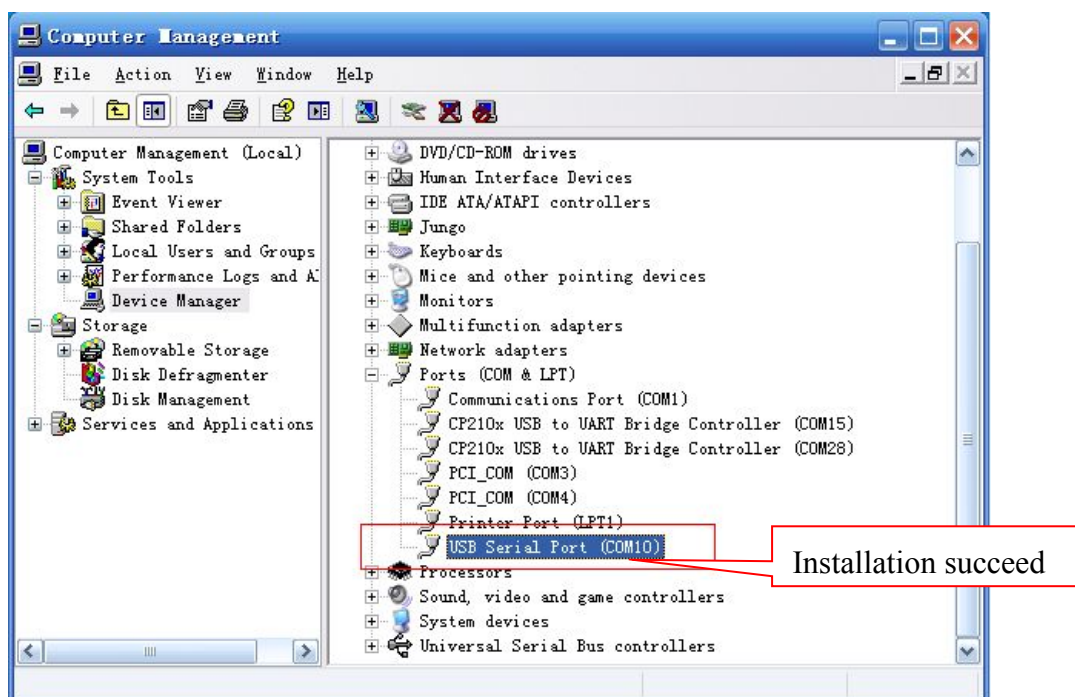 Computer Management
File Action View Window Help
Computer Management (Local)
System Tools
Event Viewer
Shared Folders
Local Users and Groups
Performance Logs and Al
Device Manager
Storage
Removable Storage
Disk Defragmenter
Disk Management
Services and Applications
DVD/CD-ROM drives
Human Interface Devices
IDE ATA/ATAPI controllers
Jungo
Keyboards
Mice and other pointing devices
Monitors
Multifunction adapters
Network adapters
Ports (COM & LPT)
Communications Port (COM1)
CP210x USB to UART Bridge Controller (COM15)
CP210x USB to UART Bridge Controller (COM28)
PCI_COM (COM3)
PCI_COM (COM4)
Printer Port (LPT1)
USB Serial Port (COM10)
Processors
Sound, video and game controllers
System devices
Universal Serial Bus controllers
Installation succeed